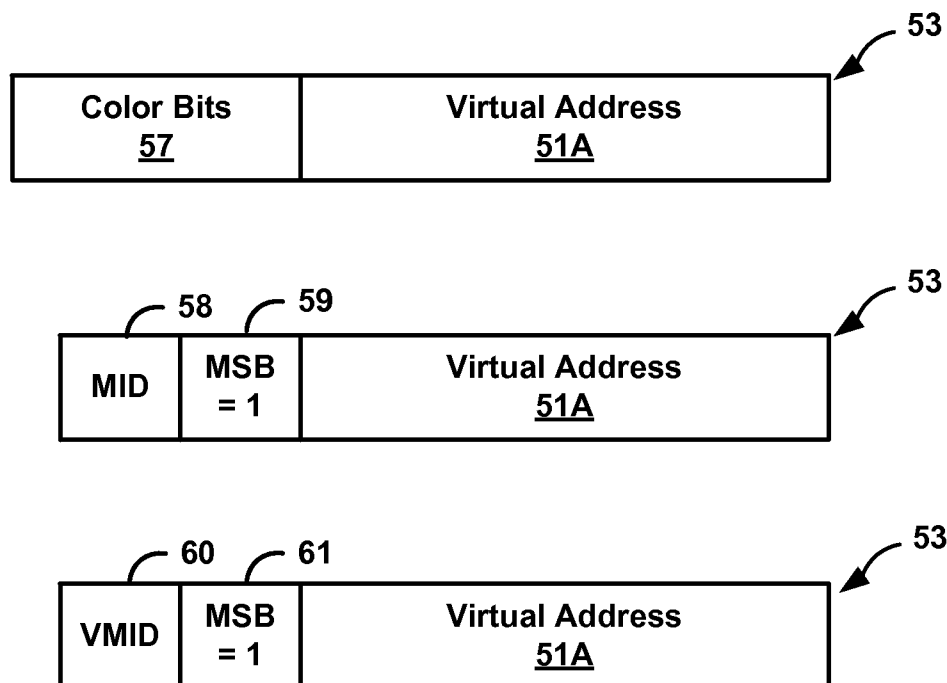 53
Color Bits
57
Virtual Address
51A
58
59
53
MID
MSB
= 1
Virtual Address
51A
60
61
53
VMID
MSB
= 1
Virtual Address
51A